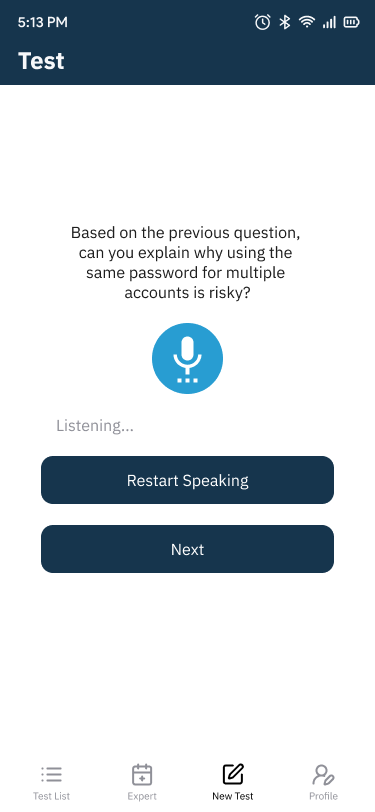 5:13 PM
Test
Based on the previous question,
can you explain why using the
same password for multiple
accounts is risky?
Listening...
Restart Speaking
Next
Test List
Expert
New Test
Profile